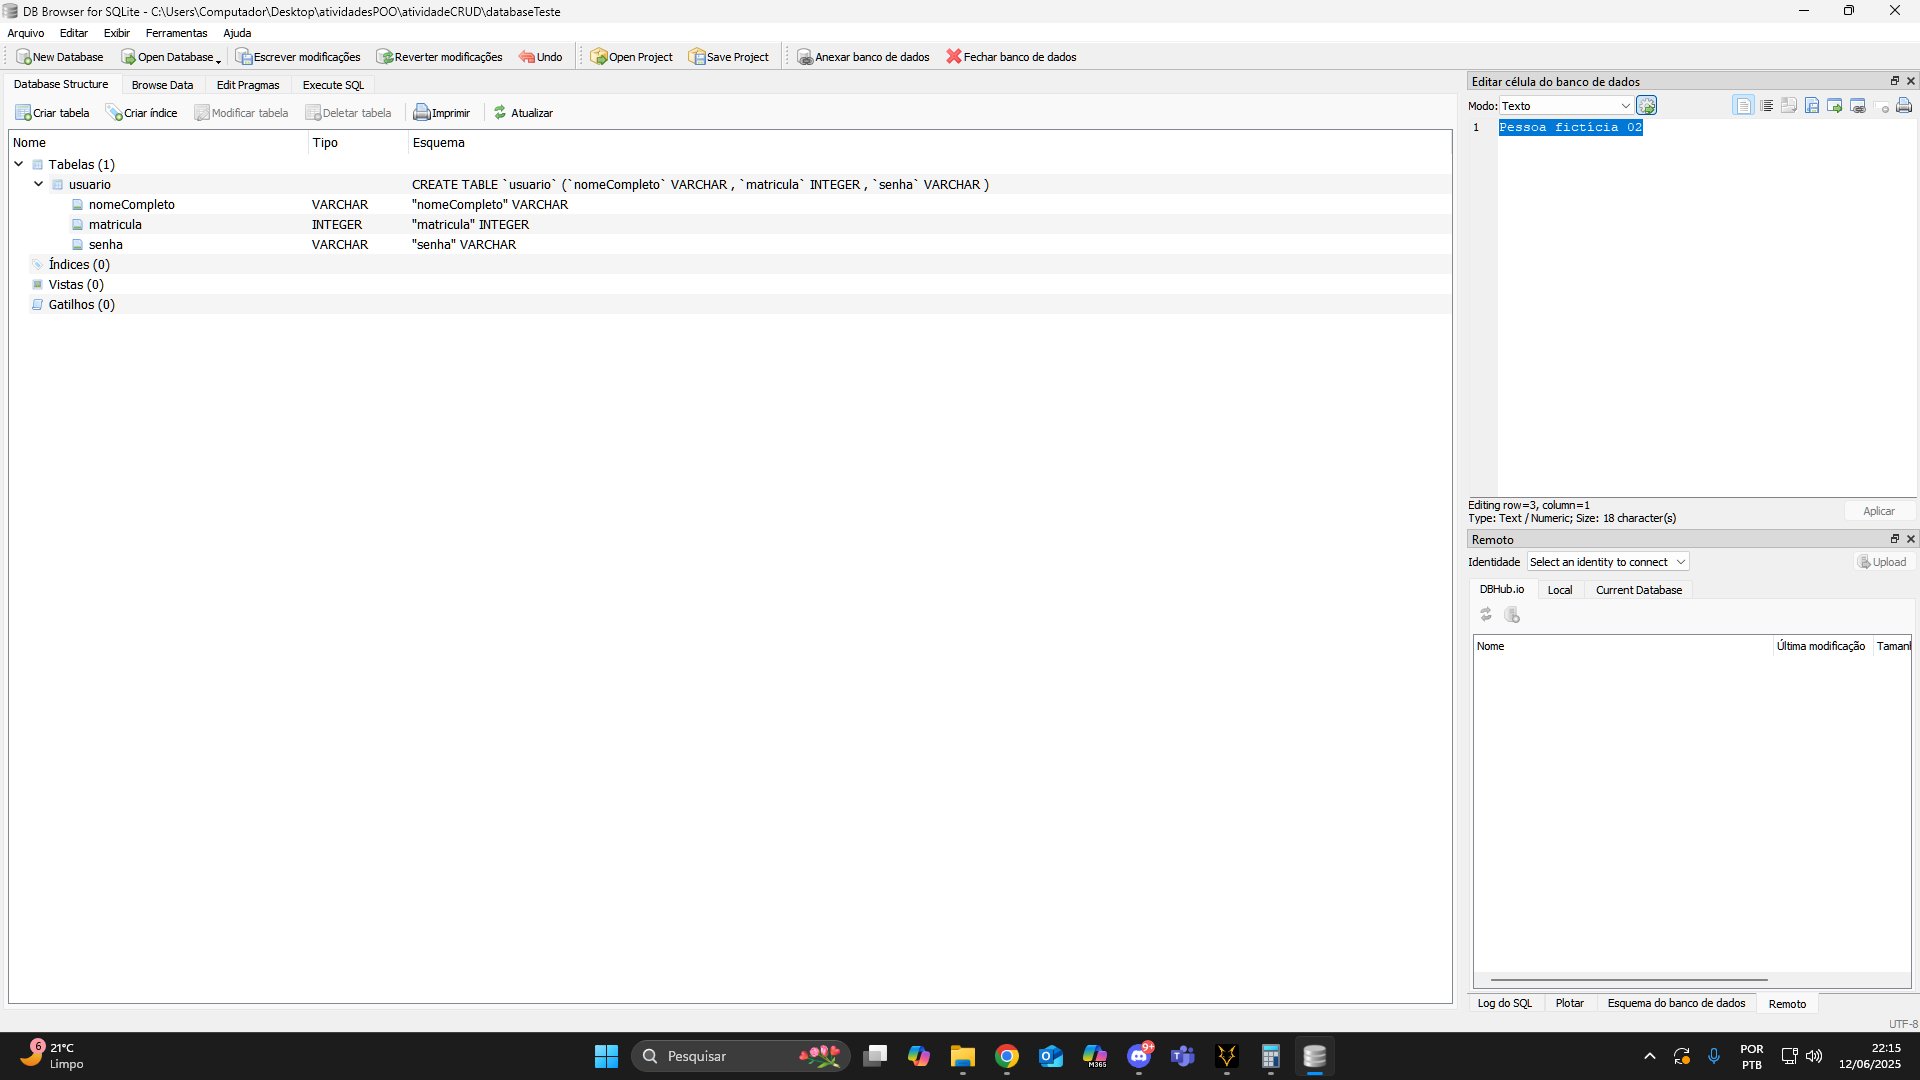 DB Browser for SQLite - C:\Users\Computador\Desktop\atividadesPOO\atividadeCRUD\databaseTeste
Arquivo Editar Exibir Ferramentas Ajuda
New Database Open Database Escrever modificações Reverter modificações Undo Open Project Save Project Anexar banco de dados Fechar banco de dados
Database Structure Browse Data Edit Pragmas Execute SQL
Criar tabela Criar índice Modificar tabela Deletar tabela Imprimir Atualizar
Nome Tipo Esquema
Tabelas (1)
usuario CREATE TABLE `usuario` (`nomeCompleto` VARCHAR , `matricula` INTEGER , `senha` VARCHAR )
nomeCompleto VARCHAR "nomeCompleto" VARCHAR
matricula INTEGER "matricula" INTEGER
senha VARCHAR "senha" VARCHAR
Índices (0)
Vistas (0)
Gatilhos (0)
Editar célula do banco de dados
Modo: Texto
1 Pessoa fictícia 02
Editing row=3, column=1
Type: Text / Numeric; Size: 18 character(s)
Aplicar
Remoto
Identidade Select an identity to connect Upload
DBHub.io Local Current Database
Nome Última modificação Tamanl
Log do SQL Plotar Esquema do banco de dados Remoto
UTF-8
6
21°C
Limpo
Pesquisar
M365
9+
POR
PTB
22:15
12/06/2025